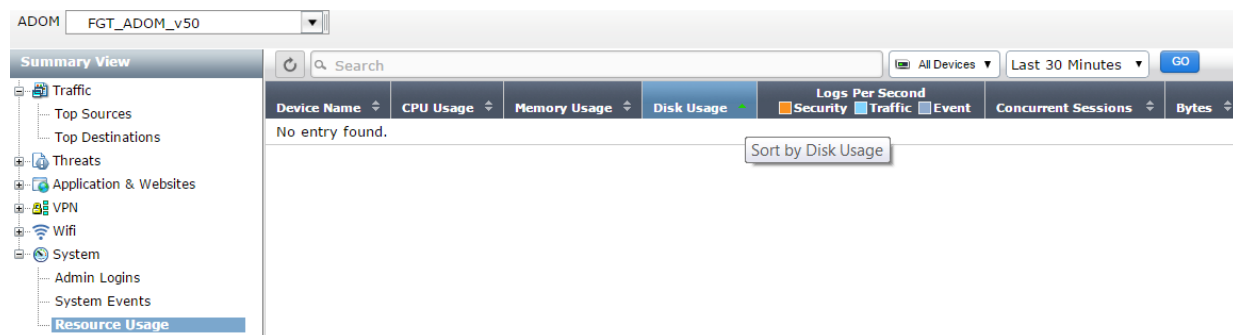 ADOM FGT_ADOM_v50
Summary View
Traffic
Top Sources
Top Destinations
Threats
Application & Websites
VPN
Wifi
System
Admin Logins
System Events
Resource Usage
Search All Devices Last 30 Minutes GO
Logs Per Second
Device Name CPU Usage Memory Usage Disk Usage Security Traffic Event Concurrent Sessions Bytes
No entry found.
Sort by Disk Usage